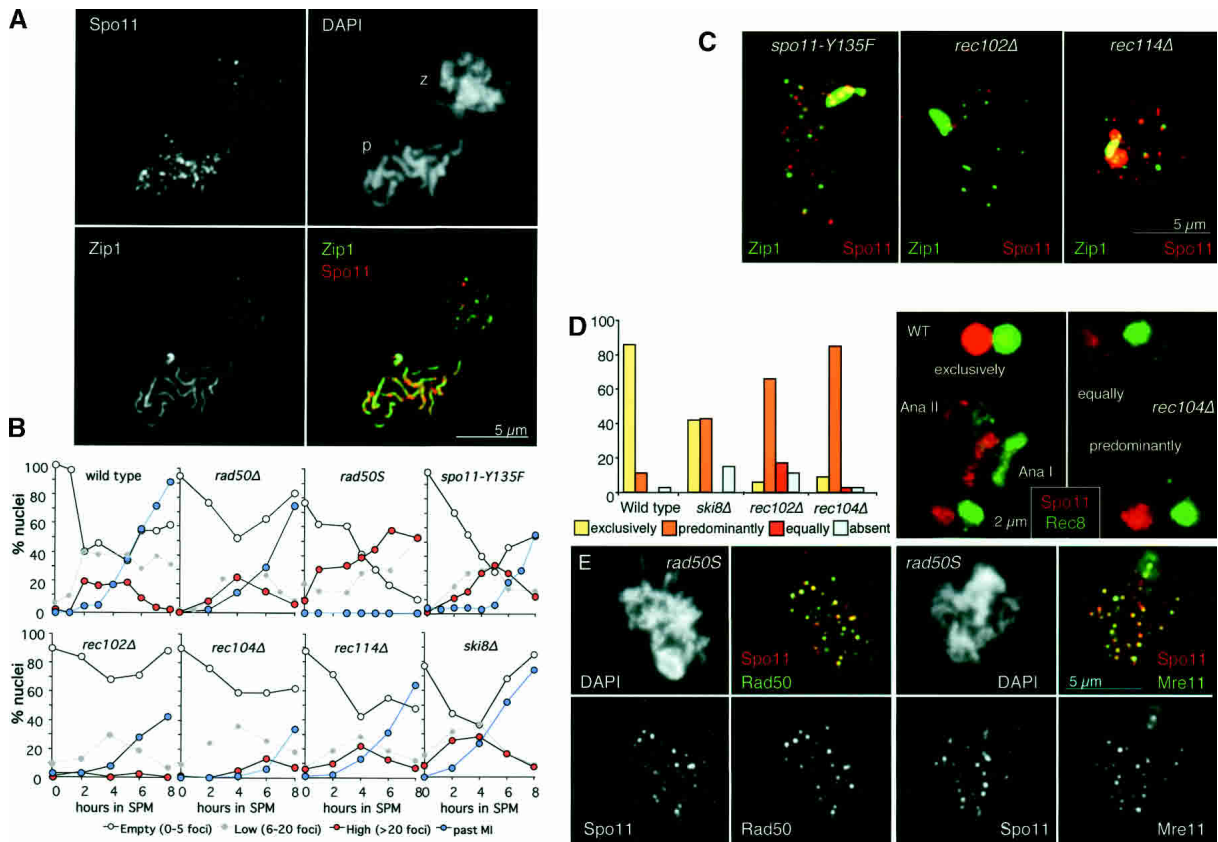 A
Spo11
DAPI
z
p
Zip1
Zip1
Spo11
5 µm
B
% nuclei
100
80
60
40
20
0
wild type
rad50Δ
rad50S
spo11-Y135F
% nuclei
100
80
60
40
20
0
rec102Δ
rec104Δ
rec114Δ
ski8Δ
0 2 4 6 8
0 2 4 6 8
0 2 4 6 8
0 2 4 6 8
hours in SPM
hours in SPM
hours in SPM
hours in SPM
Empty (0-5 foci) Low (6-20 foci) High (>20 foci) past MI
C
spo11-Y135F
rec102Δ
rec114Δ
5 µm
Zip1 Spo11
Zip1 Spo11
Zip1 Spo11
D
100
80
60
40
20
0
Wild type ski8Δ rec102Δ rec104Δ
exclusively predominantly equally absent
WT
exclusively
Ana II
Ana I
2 µm
Spo11
Rec8
equally
rec104Δ
predominantly
E
rad50S
DAPI
Spo11
Rad50
rad50S
DAPI
5 µm
Spo11
Mre11
Spo11
Rad50
Spo11
Mre11